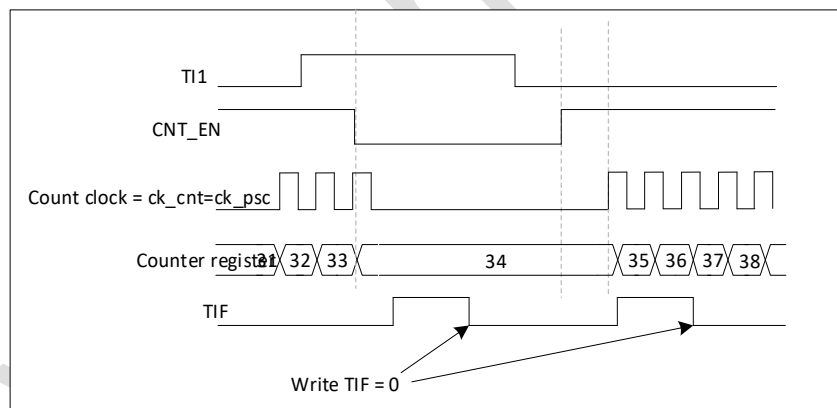 TI1
CNT_EN
Count clock = ck_cnt=ck_psc
Counter register 31 32 33 34 35 36 37 38
TIF
Write TIF = 0